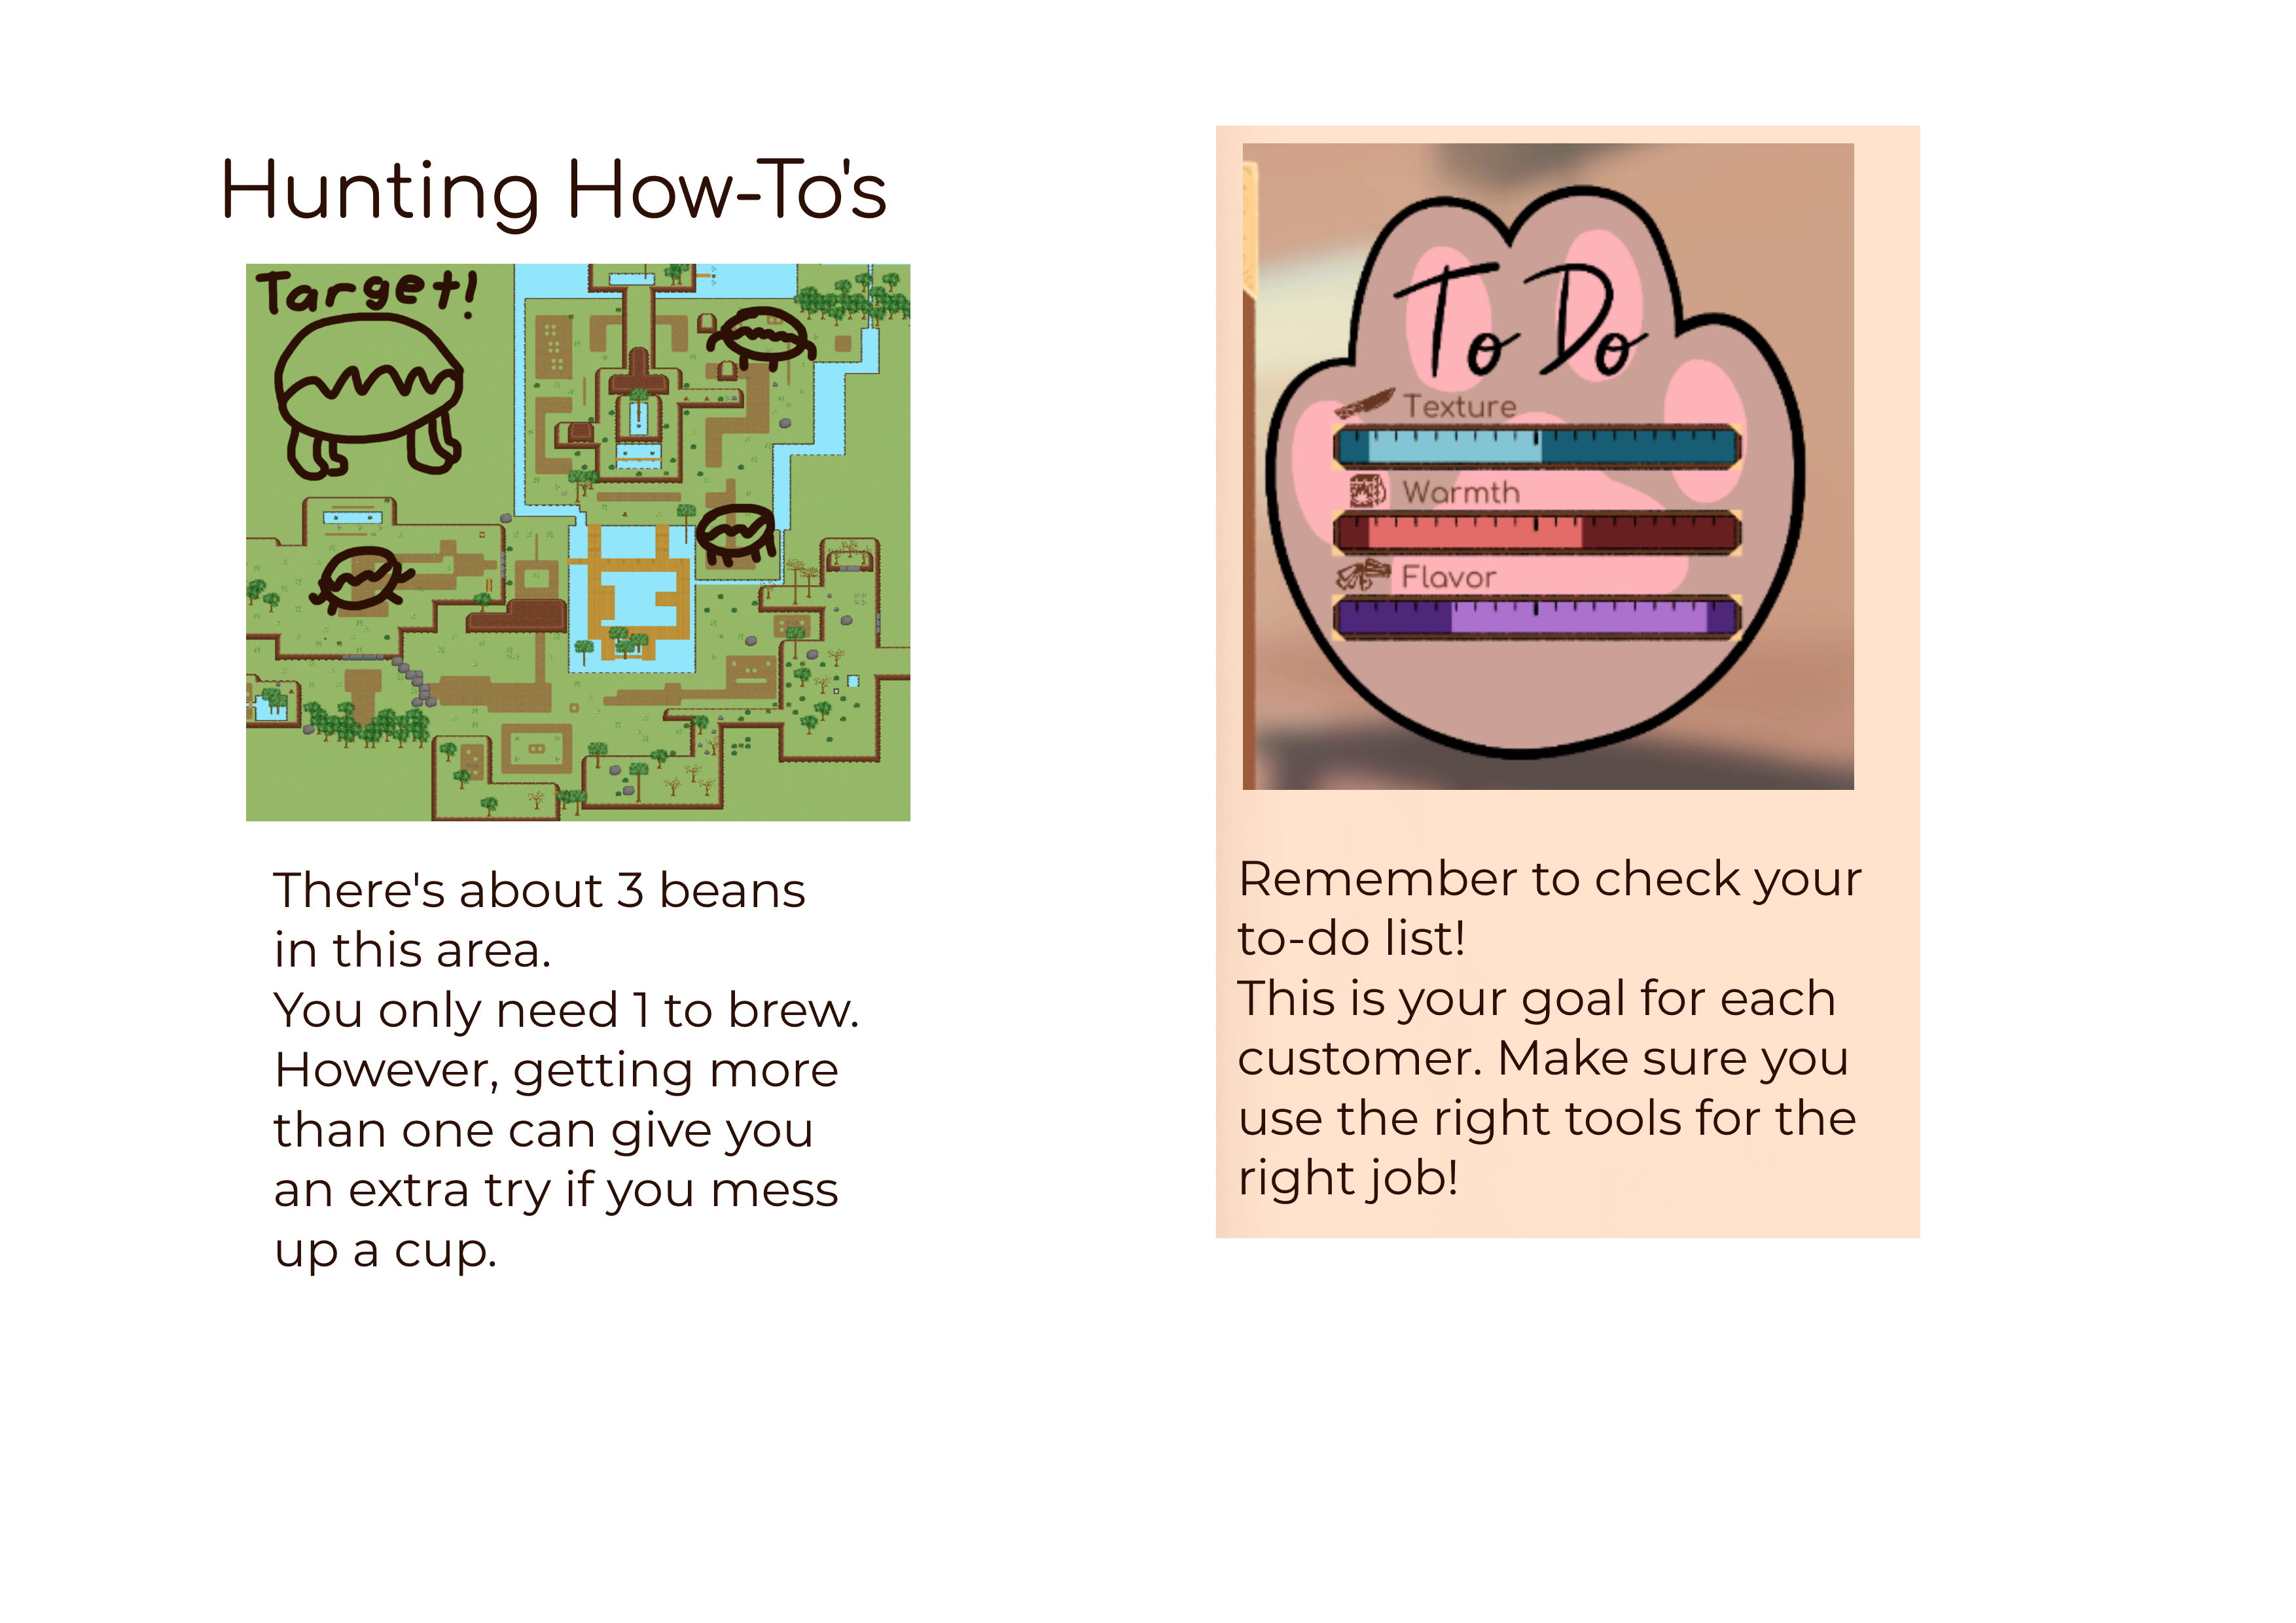 Hunting How-To's
Target!
There's about 3 beans
in this area.
You only need 1 to brew.
However, getting more
than one can give you
an extra try if you mess
up a cup.
To Do
Texture
Warmth
Flavor
Remember to check your
to-do list!
This is your goal for each
customer. Make sure you
use the right tools for the
right job!